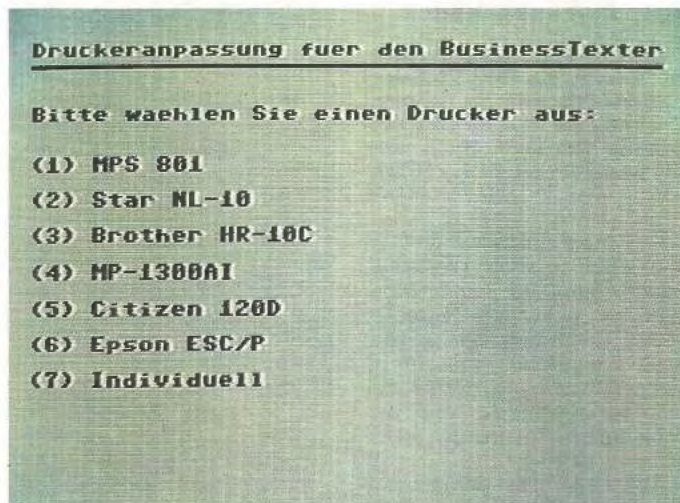 Druckeranpassung fuer den BusinessTexter
Bitte waehlen Sie einen Drucker aus:
(1) MPS 801
(2) Star NL-10
(3) Brother HR-10C
(4) MP-1300AI
(5) Citizen 120D
(6) Epson ESC/P
(7) Individuell